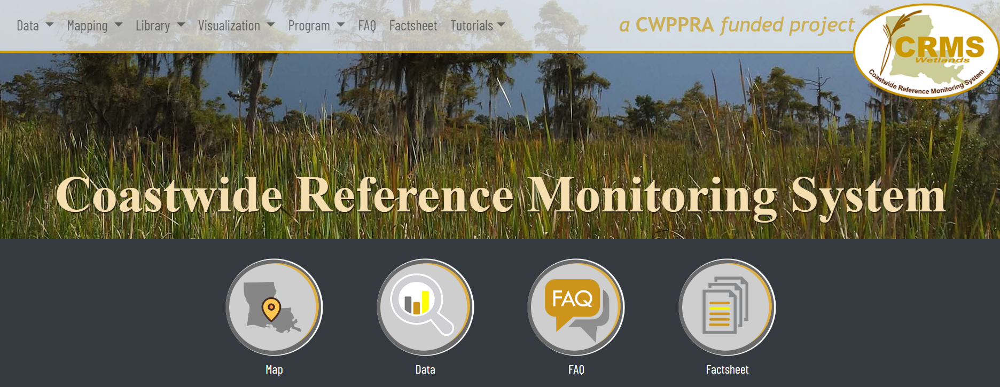 Data Mapping Library Visualization Program FAQ Factsheet Tutorials
a CWPPRA funded project
CRMS
Wetlands
Coastwide Reference Monitoring System
Coastwide Reference Monitoring System
FAQ
Map Data FAQ Factsheet